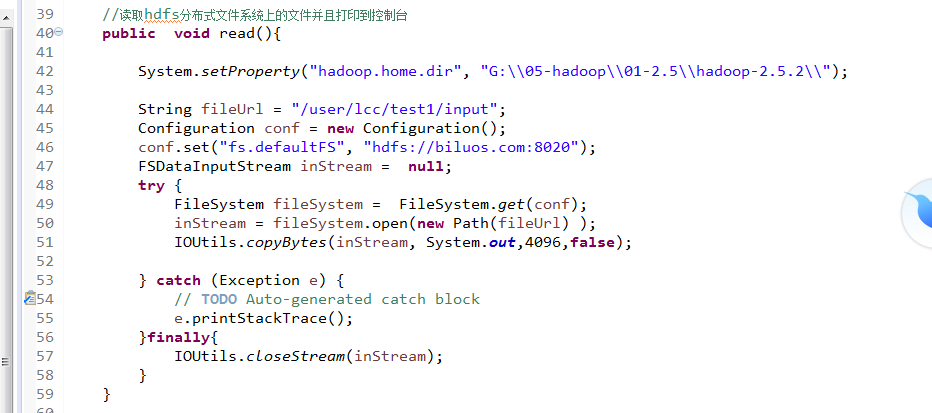 39 //读取hdfs分布式文件系统上的文件并且打印到控制台
40 public  void read(){
41
42 System.setProperty("hadoop.home.dir", "G:\\05-hadoop\\01-2.5\\hadoop-2.5.2\\");
43
44 String fileUrl = "/user/lcc/test1/input";
45 Configuration conf = new Configuration();
46 conf.set("fs.defaultFS", "hdfs://biluos.com:8020");
47 FSDataInputStream inStream =  null;
48 try {
49 FileSystem fileSystem =  FileSystem.get(conf);
50 inStream = fileSystem.open(new Path(fileUrl) );
51 IOUtils.copyBytes(inStream, System.out,4096,false);
52
53 } catch (Exception e) {
54 // TODO Auto-generated catch block
55 e.printStackTrace();
56 }finally{
57 IOUtils.closeStream(inStream);
58 }
59 }